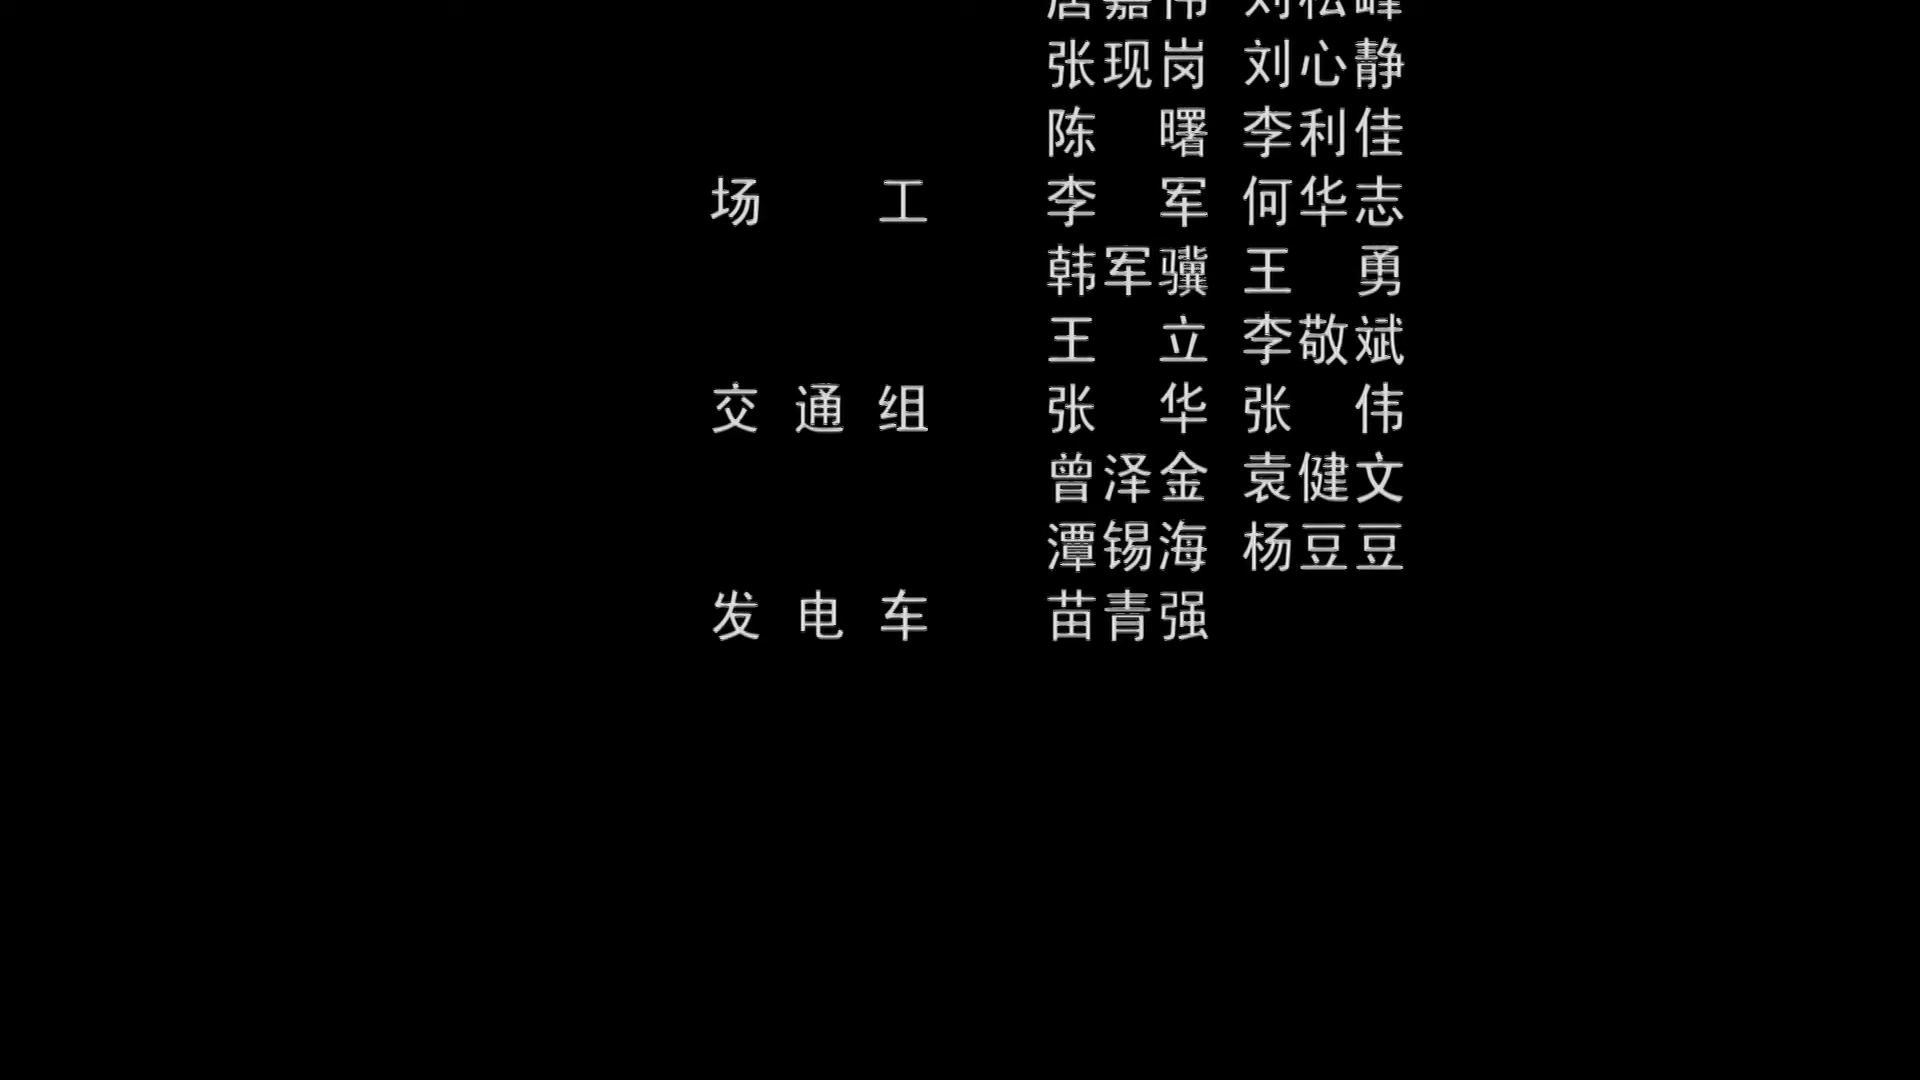 张现岗 刘心静
陈 曙 李利佳
场 工 李 军 何华志
韩军骥 王 勇
王 立 李敬斌
交通组 张 华 张 伟
曾泽金 袁健文
潭锡海 杨豆豆
发电车 苗青强